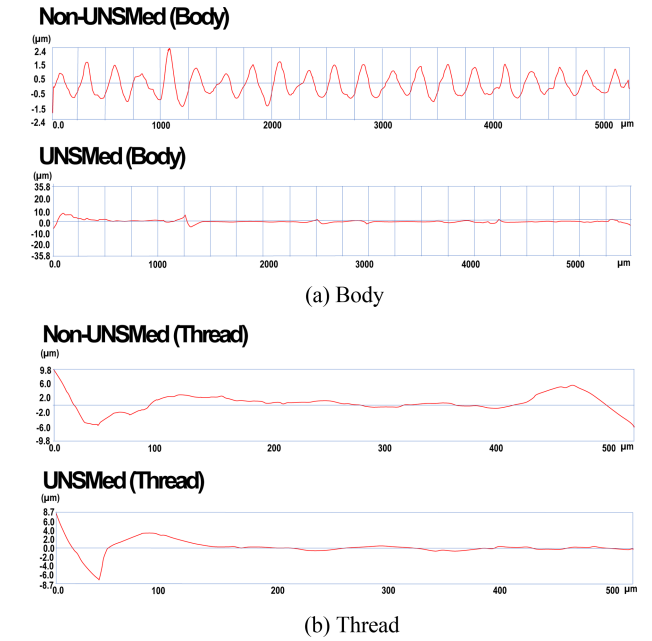 Non-UNSMed (Body)
(µm)
2.4
1.5
0.5
-0.5
-1.5
-2.4
0.0 1000 2000 3000 4000 5000 µm
UNSMed (Body)
(µm)
35.8
20.0
10.0
0.0
-10.0
-20.0
-35.8
0.0 1000 2000 3000 4000 5000 µm
(a) Body
Non-UNSMed (Thread)
(µm)
9.8
6.0
2.0
-2.0
-6.0
-9.8
0.0 100 200 300 400 500 µm
UNSMed (Thread)
(µm)
8.7
6.0
4.0
2.0
0.0
-2.0
-4.0
-6.0
-8.7
0.0 100 200 300 400 500 µm
(b) Thread